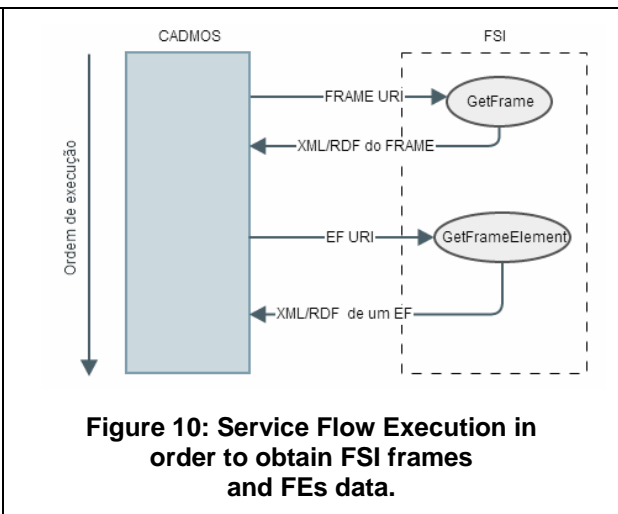 CADMOS
FSI
Ordem de execução
FRAME URI
GetFrame
XML/RDF do FRAME
EF URI
GetFrameElement
XML/RDF de um EF
Figure 10: Service Flow Execution in
order to obtain FSI frames
and FEs data.